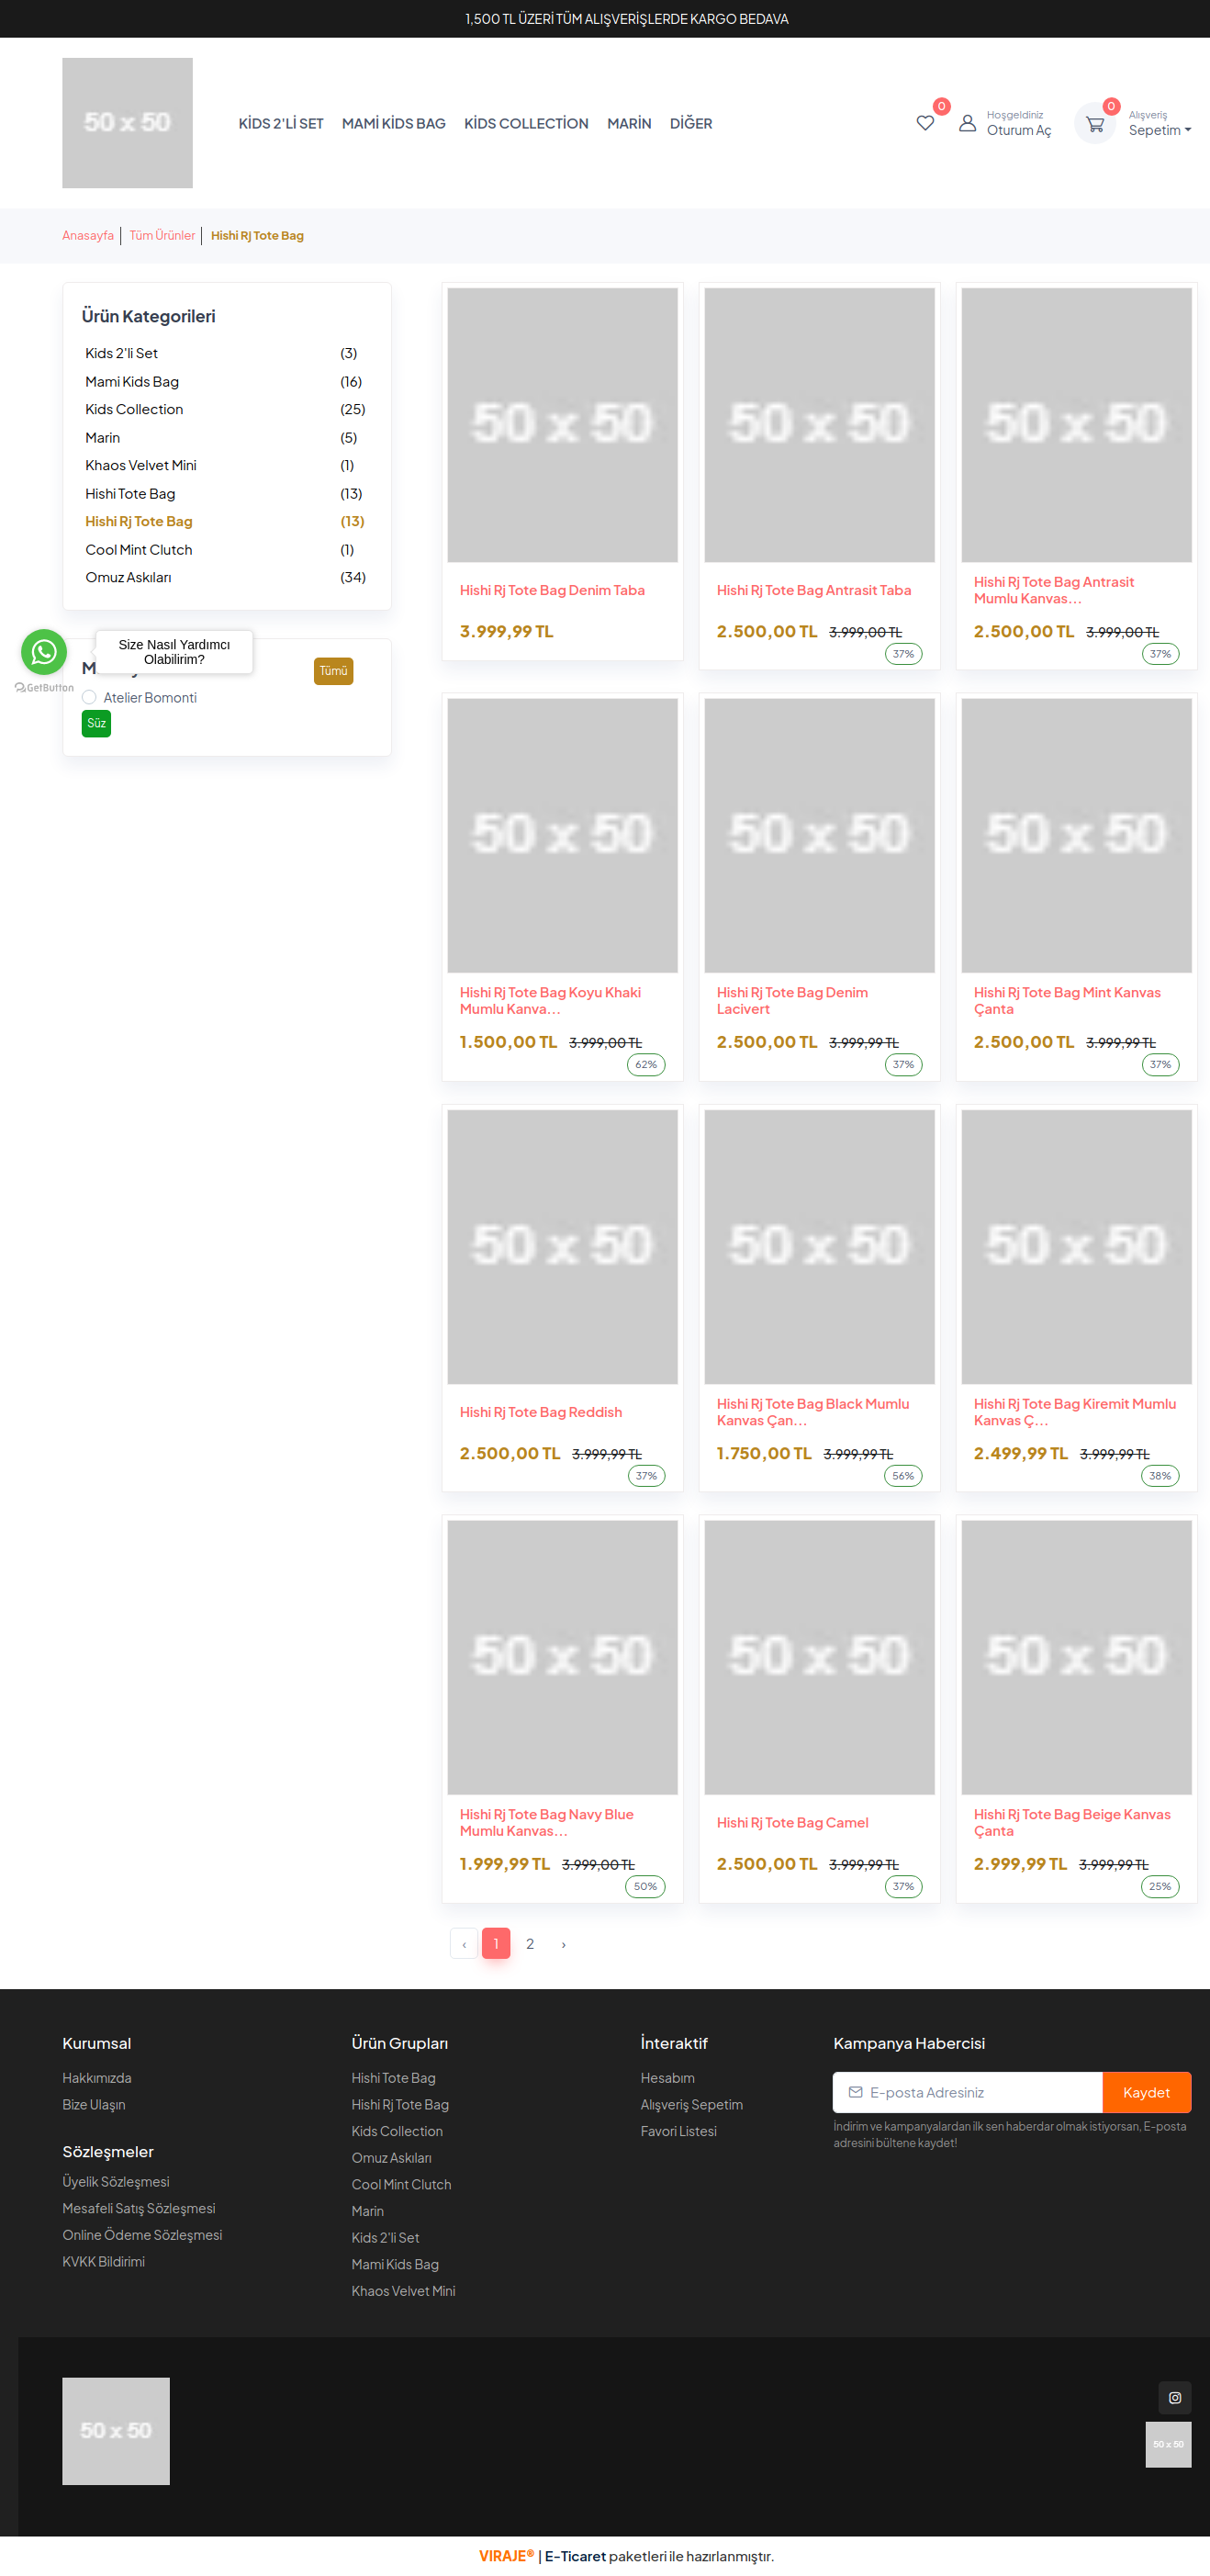 1,500 TL ÜZERİ TÜM ALIŞVERİŞLERDE KARGO BEDAVA
50 x 50
KİDS 2'Lİ SET MAMİ KİDS BAG KİDS COLLECTİON MARİN DİĞER
0
Hoşgeldiniz
Oturum Aç
0
Alışveriş
Sepetim
Anasayfa Tüm Ürünler Hishi Rj Tote Bag
Ürün Kategorileri
Kids 2'li Set (3)
Mami Kids Bag (16)
Kids Collection (25)
Marin (5)
Khaos Velvet Mini (1)
Hishi Tote Bag (13)
Hishi Rj Tote Bag (13)
Cool Mint Clutch (1)
Omuz Askıları (34)
Size Nasıl Yardımcı
Olabilirim?
GetButton
Tümü
Atelier Bomonti
Süz
50 x 50
50 x 50
50 x 50
Hishi Rj Tote Bag Denim Taba
3.999,99 TL
Hishi Rj Tote Bag Antrasit Taba
2.500,00 TL 3.999,00 TL
37%
Hishi Rj Tote Bag Antrasit
Mumlu Kanvas...
2.500,00 TL 3.999,00 TL
37%
50 x 50
50 x 50
50 x 50
Hishi Rj Tote Bag Koyu Khaki
Mumlu Kanva...
1.500,00 TL 3.999,00 TL
62%
Hishi Rj Tote Bag Denim
Lacivert
2.500,00 TL 3.999,99 TL
37%
Hishi Rj Tote Bag Mint Kanvas
Çanta
2.500,00 TL 3.999,99 TL
37%
50 x 50
50 x 50
50 x 50
Hishi Rj Tote Bag Reddish
2.500,00 TL 3.999,99 TL
37%
Hishi Rj Tote Bag Black Mumlu
Kanvas Çan...
1.750,00 TL 3.999,99 TL
56%
Hishi Rj Tote Bag Kiremit Mumlu
Kanvas Ç...
2.499,99 TL 3.999,99 TL
38%
50 x 50
50 x 50
50 x 50
Hishi Rj Tote Bag Navy Blue
Mumlu Kanvas...
1.999,99 TL 3.999,00 TL
50%
Hishi Rj Tote Bag Camel
2.500,00 TL 3.999,99 TL
37%
Hishi Rj Tote Bag Beige Kanvas
Çanta
2.999,99 TL 3.999,99 TL
25%
‹ 1 2 ›
Kurumsal
Hakkımızda
Bize Ulaşın
Sözleşmeler
Üyelik Sözleşmesi
Mesafeli Satış Sözleşmesi
Online Ödeme Sözleşmesi
KVKK Bildirimi
Ürün Grupları
Hishi Tote Bag
Hishi Rj Tote Bag
Kids Collection
Omuz Askıları
Cool Mint Clutch
Marin
Kids 2'li Set
Mami Kids Bag
Khaos Velvet Mini
İnteraktif
Hesabım
Alışveriş Sepetim
Favori Listesi
Kampanya Habercisi
E-posta Adresiniz Kaydet
İndirim ve kampanyalardan ilk sen haberdar olmak istiyorsan, E-posta
adresini bültene kaydet!
50 x 50
50 x 50
VIRAJE® | E-Ticaret paketleri ile hazırlanmıştır.